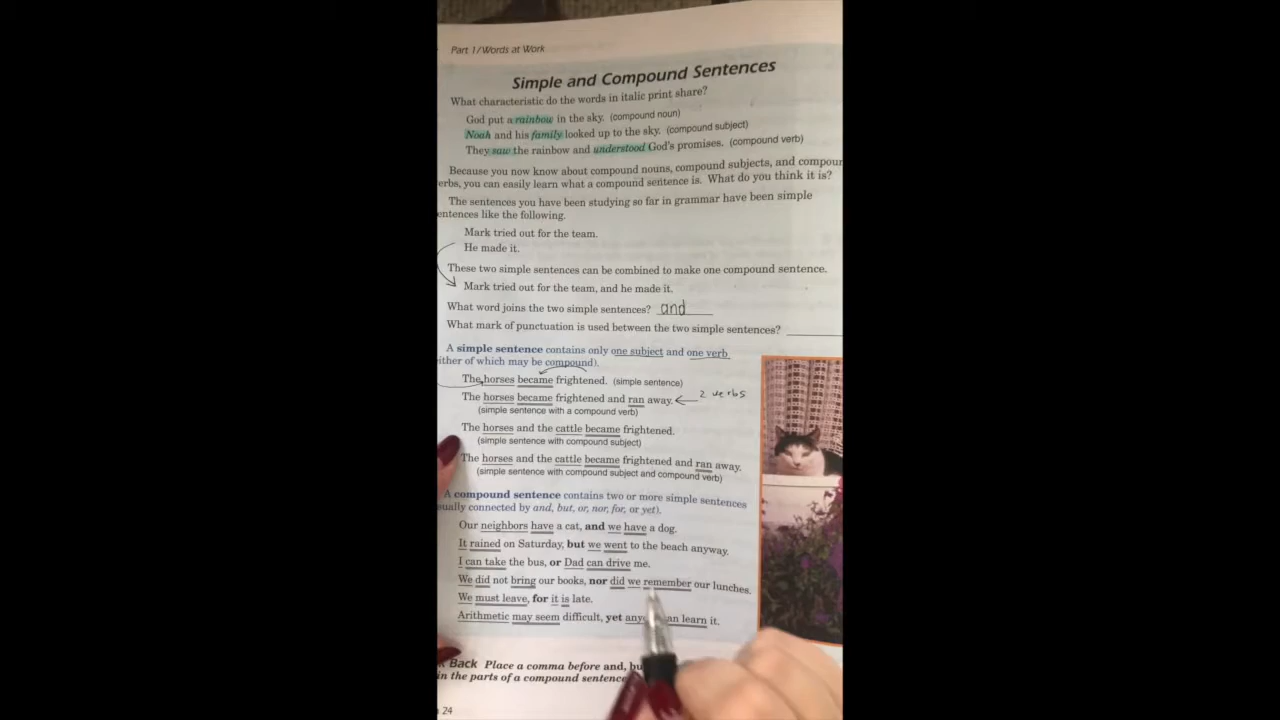 Part 1/Words at Work
Simple and Compound Sentences
What characteristic do the words in italic print share?
God put a rainbow in the sky. (compound noun)
Noah and his family looked up to the sky. (compound subject)
They saw the rainbow and understood God's promises. (compound verb)
Because you now know about compound nouns, compound subjects, and compoun
erbs, you can easily learn what a compound sentence is. What do you think it is?
The sentences you have been studying so far in grammar have been simple
entences like the following.
Mark tried out for the team.
He made it.
These two simple sentences can be combined to make one compound sentence.
Mark tried out for the team, and he made it.
What word joins the two simple sentences? and
What mark of punctuation is used between the two simple sentences?
A simple sentence contains only one subject and one verb
ither of which may be compound).
The horses became frightened. (simple sentence)
The horses became frightened and ran away. 2 verbs
(simple sentence with a compound verb)
The horses and the cattle became frightened.
(simple sentence with compound subject)
The horses and the cattle became frightened and ran away.
(simple sentence with compound subject and compound verb)
A compound sentence contains two or more simple sentences
sually connected by and, but, or, nor, for, or yet).
Our neighbors have a cat, and we have a dog.
It rained on Saturday, but we went to the beach anyway.
I can take the bus, or Dad can drive me.
We did not bring our books, nor did we remember our lunches.
We must leave, for it is late.
Arithmetic may seem difficult, yet any an learn it.
Back Place a comma before and, bu
in the parts of a compound sentence
24